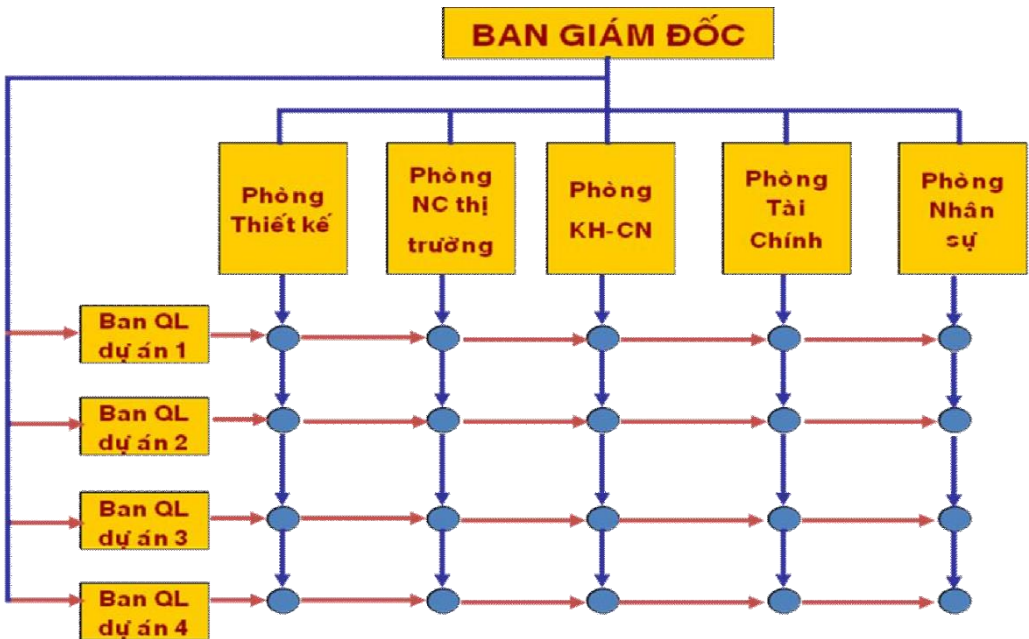 BAN GIÁM ĐỐC
Phòng
Thiết kế
Phòng
NC thị
trường
Phòng
KH-CN
Phòng
Tài
Chính
Phòng
Nhân
sự
Ban QL
dự án 1
Ban QL
dự án 2
Ban QL
dự án 3
Ban QL
dự án 4